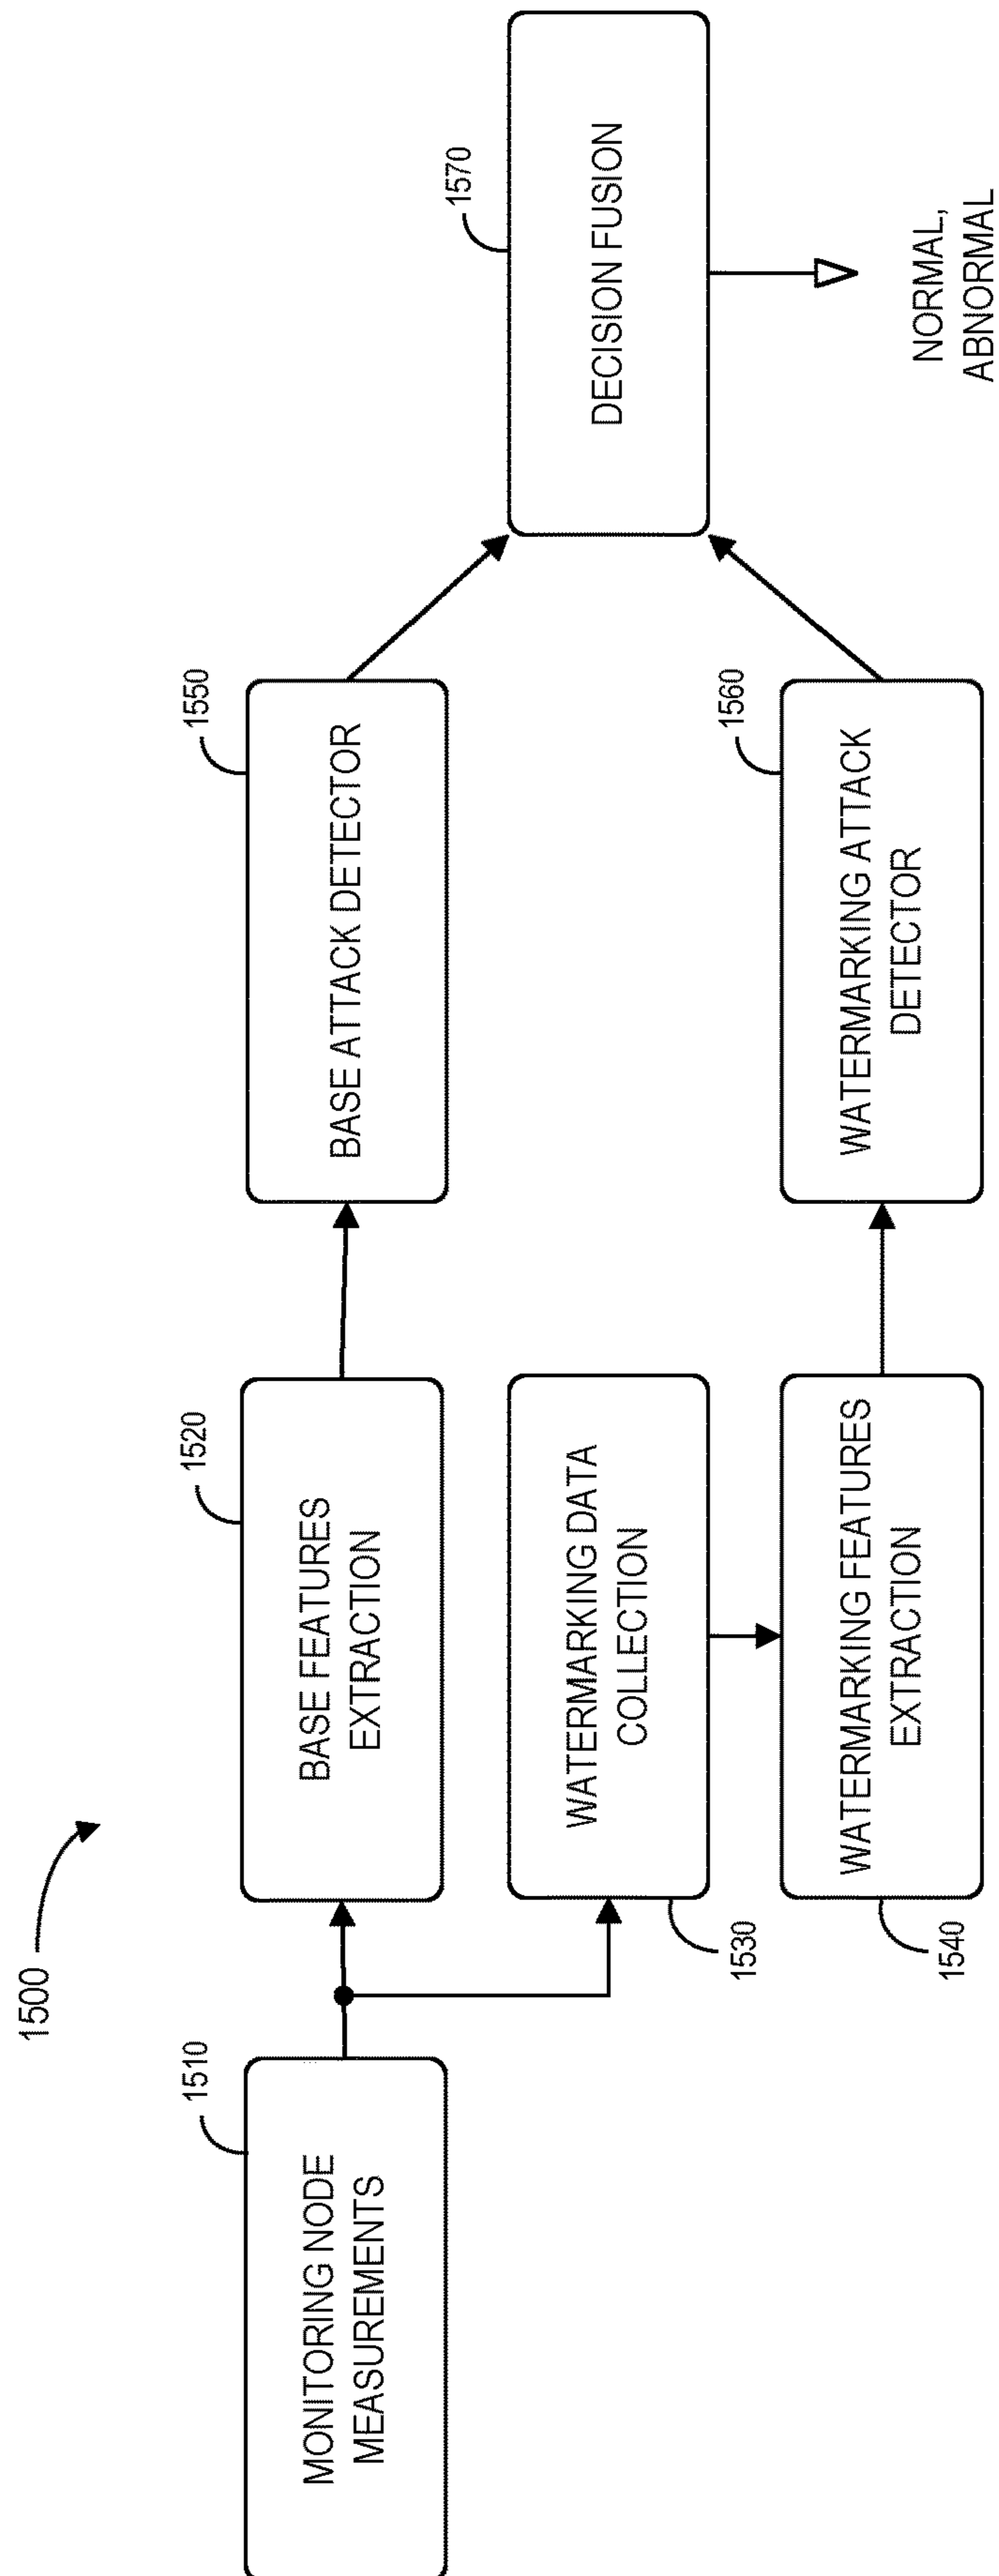 1500
1510
MONITORING NODE
MEASUREMENTS
1520
BASE FEATURES
EXTRACTION
WATERMARKING DATA
COLLECTION
1530
WATERMARKING FEATURES
EXTRACTION
1540
1550
BASE ATTACK DETECTOR
1560
WATERMARKING ATTACK
DETECTOR
1570
DECISION FUSION
NORMAL,
ABNORMAL